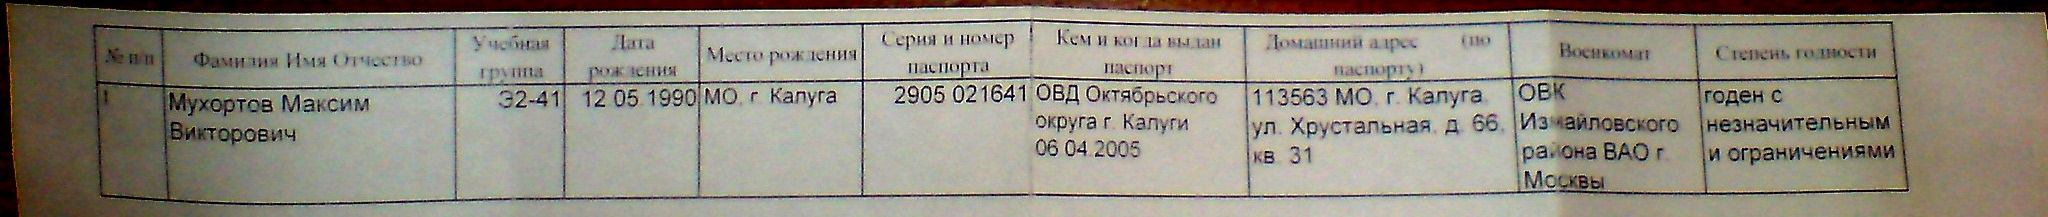 № п/п
Фамилия Имя Отчество
Учебная
группа
Дата
рождения
Место рождения
Серия и номер
паспорта
Кем и когда выдан
паспорт
Домашний адрес (по
паспорту)
Военкомат
Степень годности
1
Мухортов Максим
Викторович
Э2-41
12.05.1990
МО, г. Калуга
2905 021641
ОВД Октябрьского
округа г. Калуги
06.04.2005
113563 МО, г. Калуга,
ул. Хрустальная, д. 66,
кв. 31
ОВК
Измайловского
района ВАО г.
Москвы
годен с
незначительным
и ограничениями